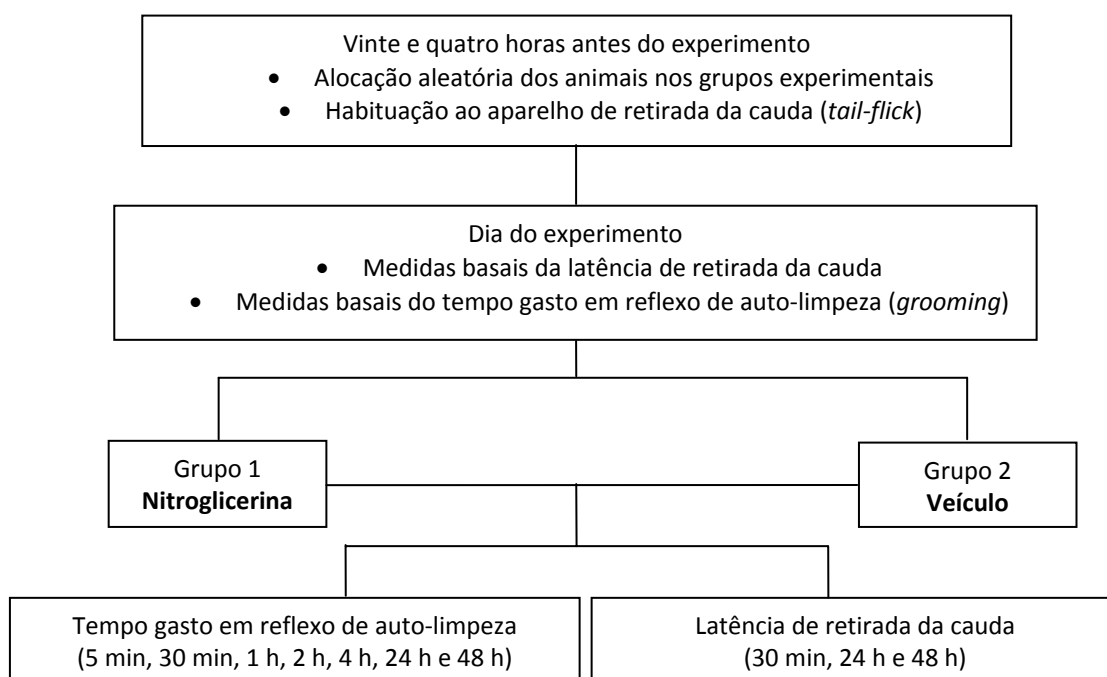 Vinte e quatro horas antes do experimento
• Alocação aleatória dos animais nos grupos experimentais
• Habituação ao aparelho de retirada da cauda (tail-flick)
Dia do experimento
• Medidas basais da latência de retirada da cauda
• Medidas basais do tempo gasto em reflexo de auto-limpeza (grooming)
Grupo 1
Nitroglicerina
Grupo 2
Veículo
Tempo gasto em reflexo de auto-limpeza
(5 min, 30 min, 1 h, 2 h, 4 h, 24 h e 48 h)
Latência de retirada da cauda
(30 min, 24 h e 48 h)